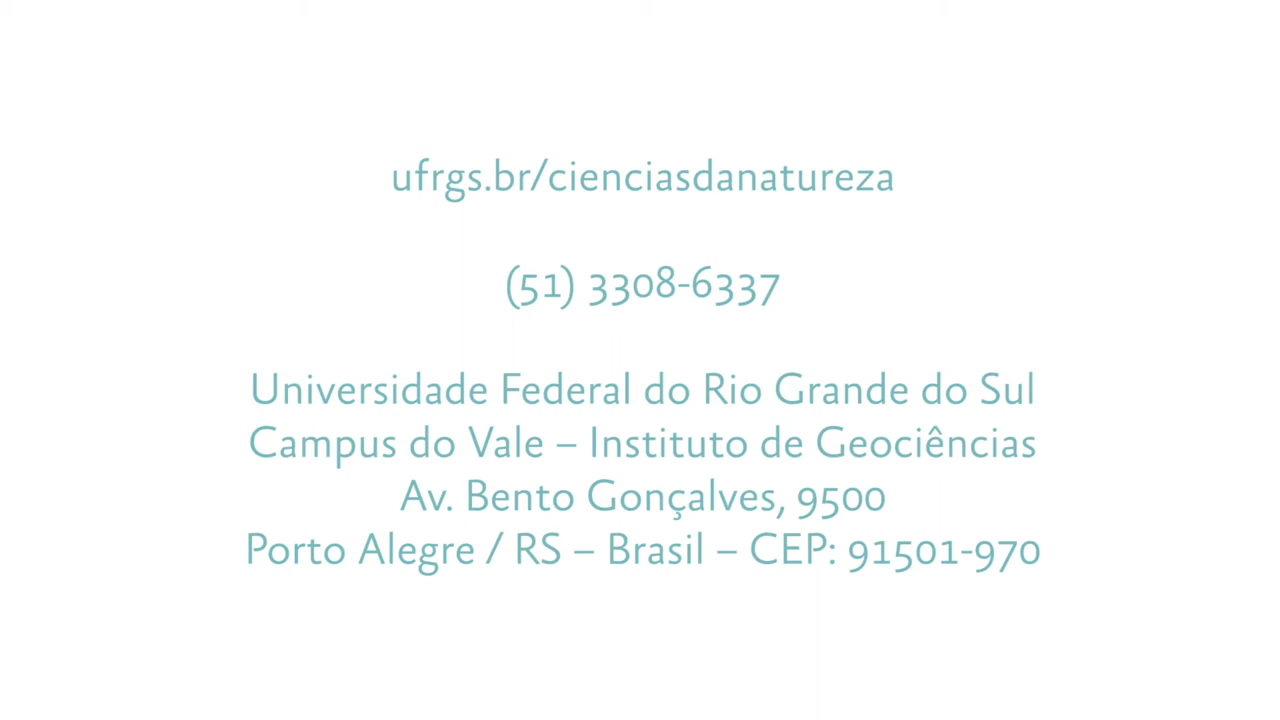 ufrgs.br/cienciasdanatureza
(51) 3308-6337
Universidade Federal do Rio Grande do Sul
Campus do Vale – Instituto de Geociências
Av. Bento Gonçalves, 9500
Porto Alegre / RS – Brasil – CEP: 91501-970